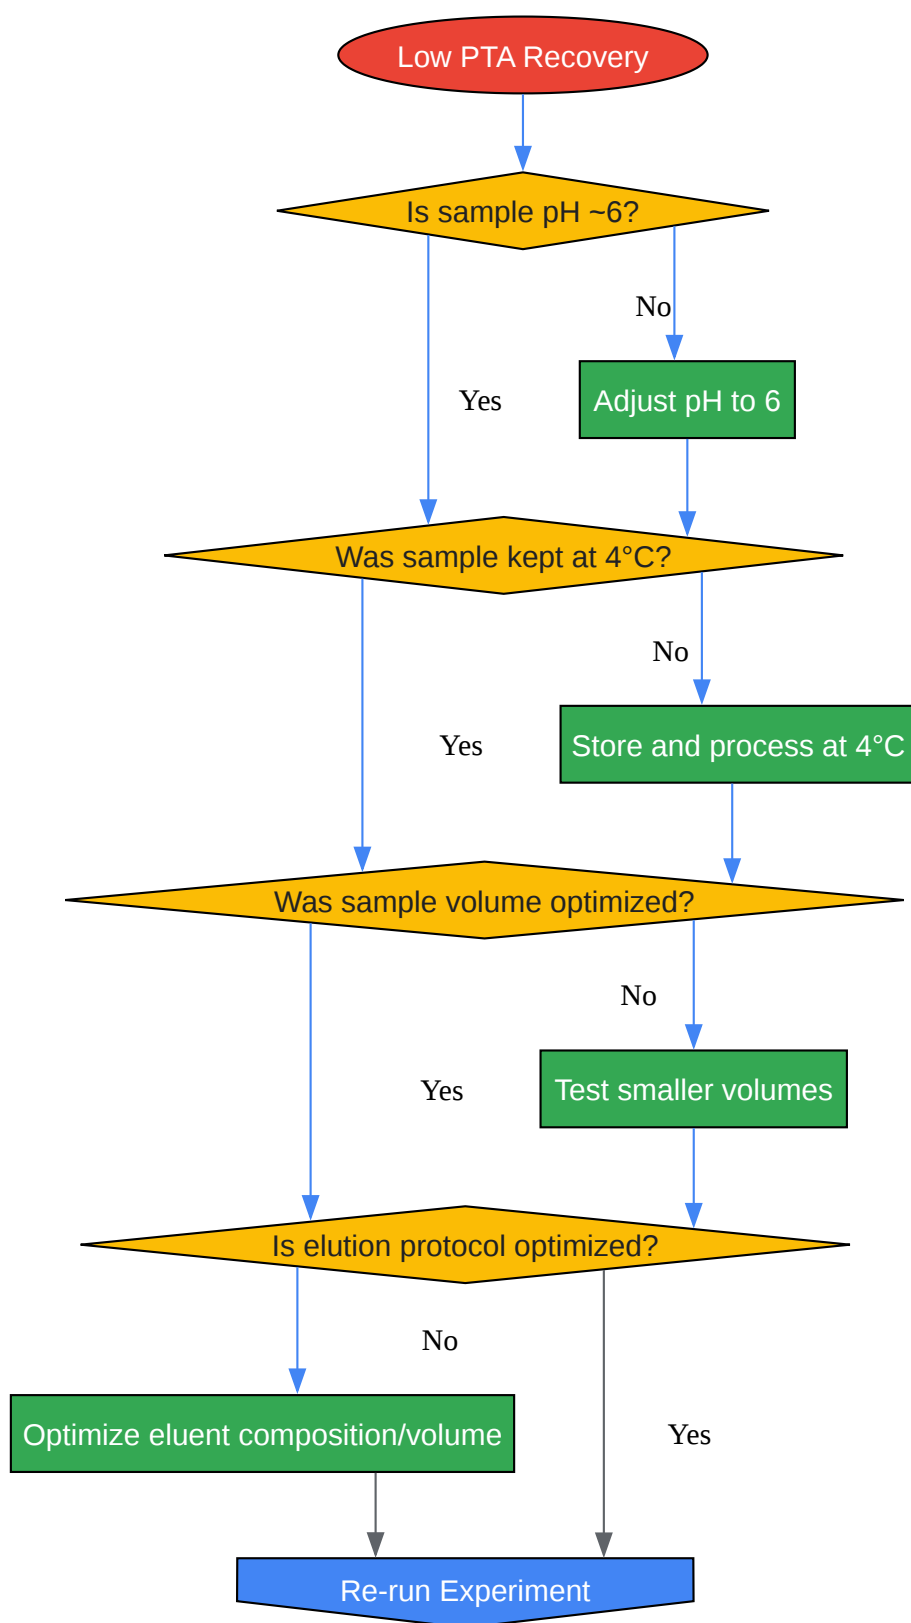 Low PTA Recovery
Is sample pH ~6?
No
Yes
Adjust pH to 6
Was sample kept at 4°C?
No
Yes
Store and process at 4°C
Was sample volume optimized?
No
Yes
Test smaller volumes
Is elution protocol optimized?
No
Optimize eluent composition/volume
Yes
Re-run Experiment